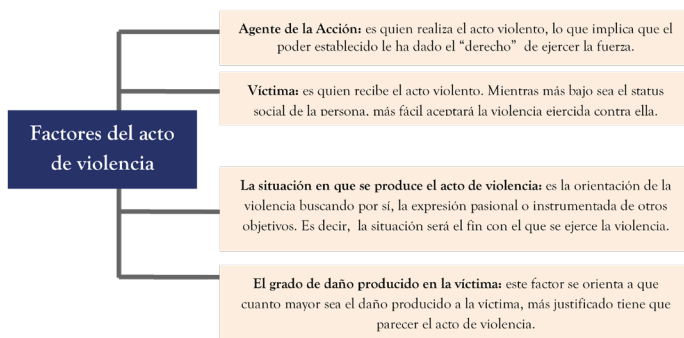 Factores del acto
de violencia
Agente de la Acción: es quien realiza el acto violento, lo que implica que el
poder establecido le ha dado el “derecho” de ejercer la fuerza.
Víctima: es quien recibe el acto violento. Mientras más bajo sea el status
social de la persona, más fácil aceptará la violencia ejercida contra ella.
La situación en que se produce el acto de violencia: es la orientación de la
violencia buscando por sí, la expresión pasional o instrumentada de otros
objetivos. Es decir, la situación será el fin con el que se ejerce la violencia.
El grado de daño producido en la víctima: este factor se orienta a que
cuanto mayor sea el daño producido a la víctima, más justificado tiene que
parecer el acto de violencia.